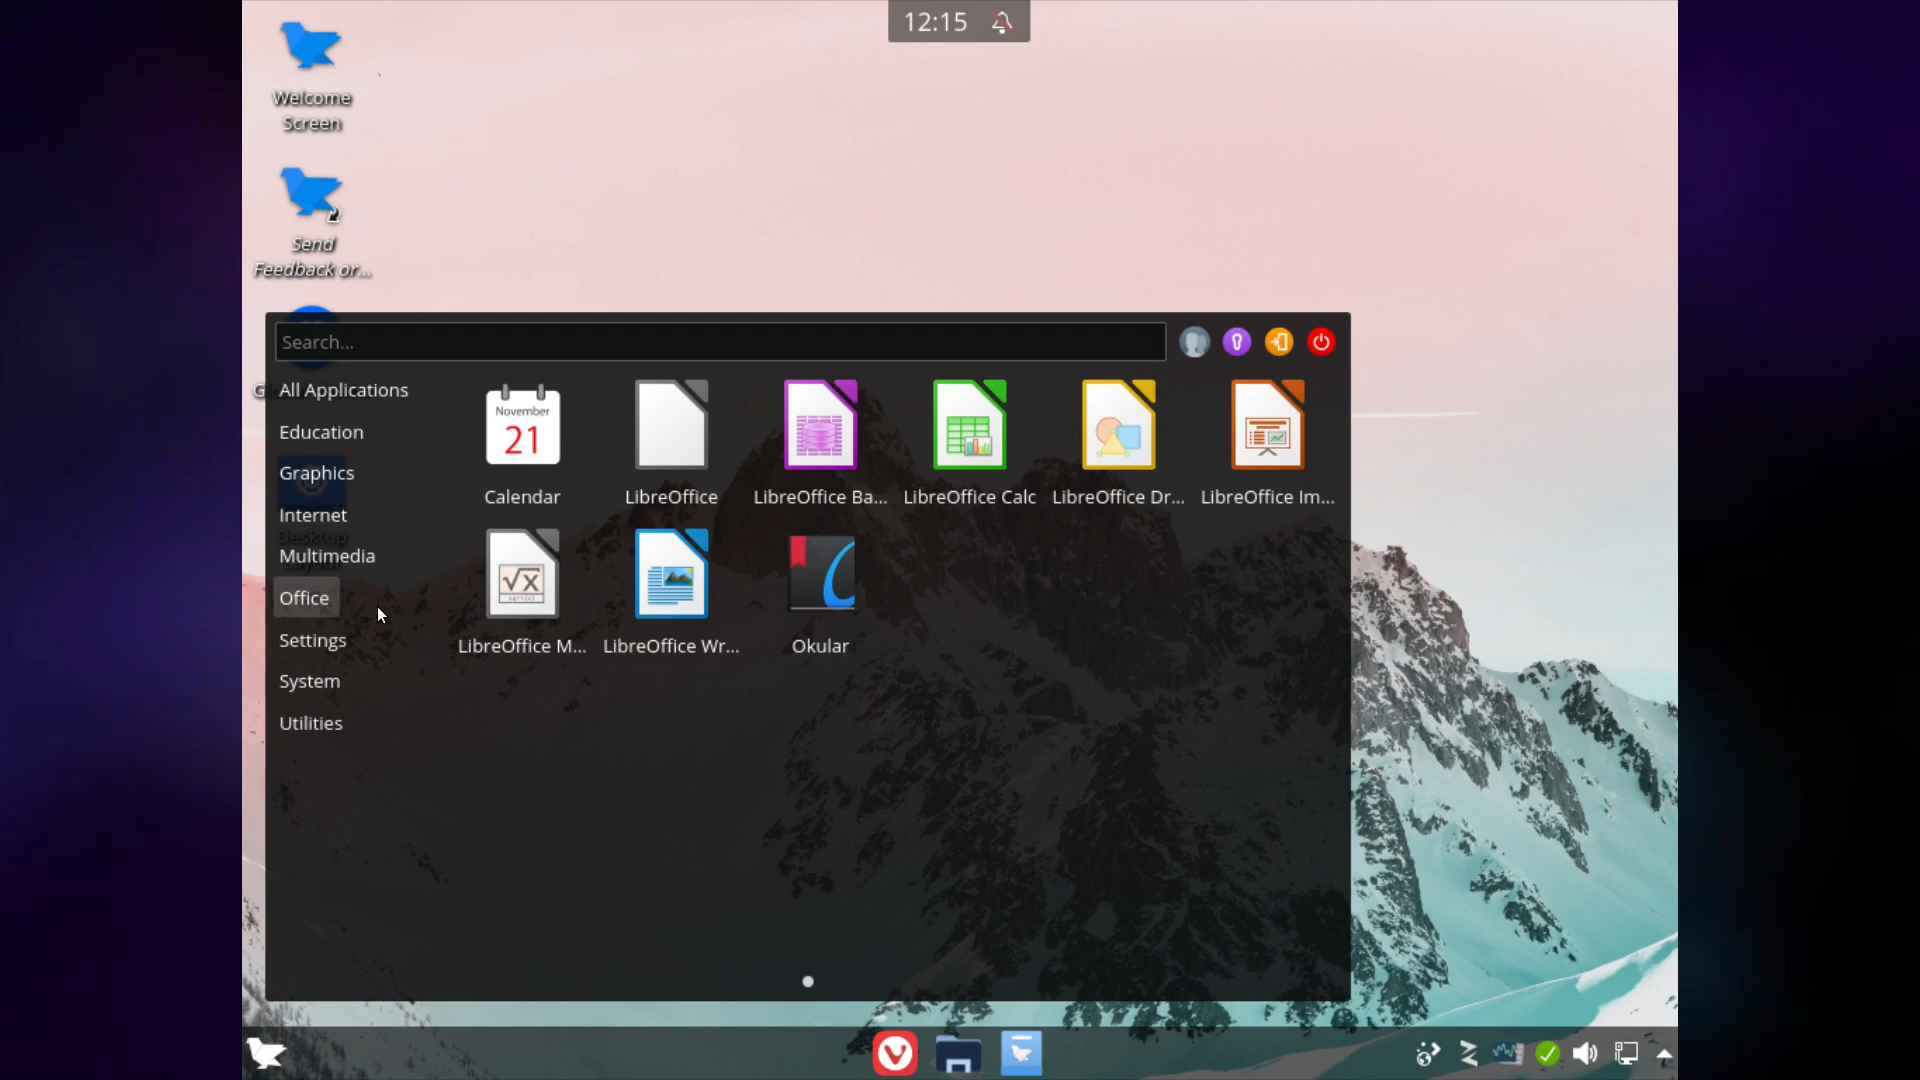 12:15
Welcome
Screen
Send
Feedback or...
Search...
All Applications
Education
Graphics
Internet
Desktop
Multimedia
Office
Settings
System
Utilities
November
21
Calendar
LibreOffice
LibreOffice Ba...
LibreOffice Calc
LibreOffice Dr...
LibreOffice Im...
√x
LibreOffice M...
LibreOffice Wr...
Okular